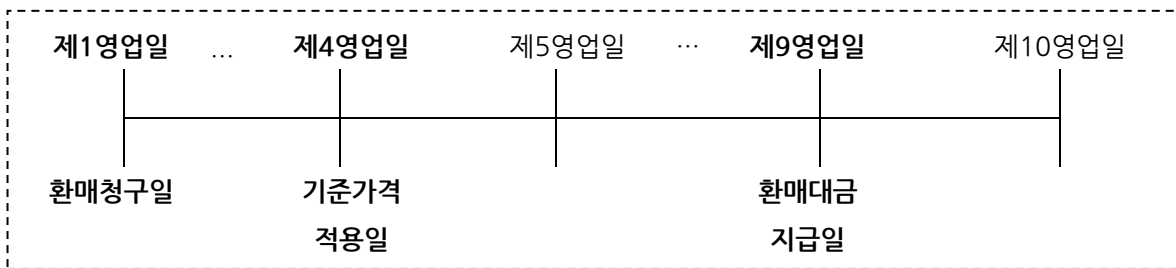 제1영업일 … 제4영업일 제5영업일 … 제9영업일 제10영업일
환매청구일 기준가격 환매대금
적용일 지급일